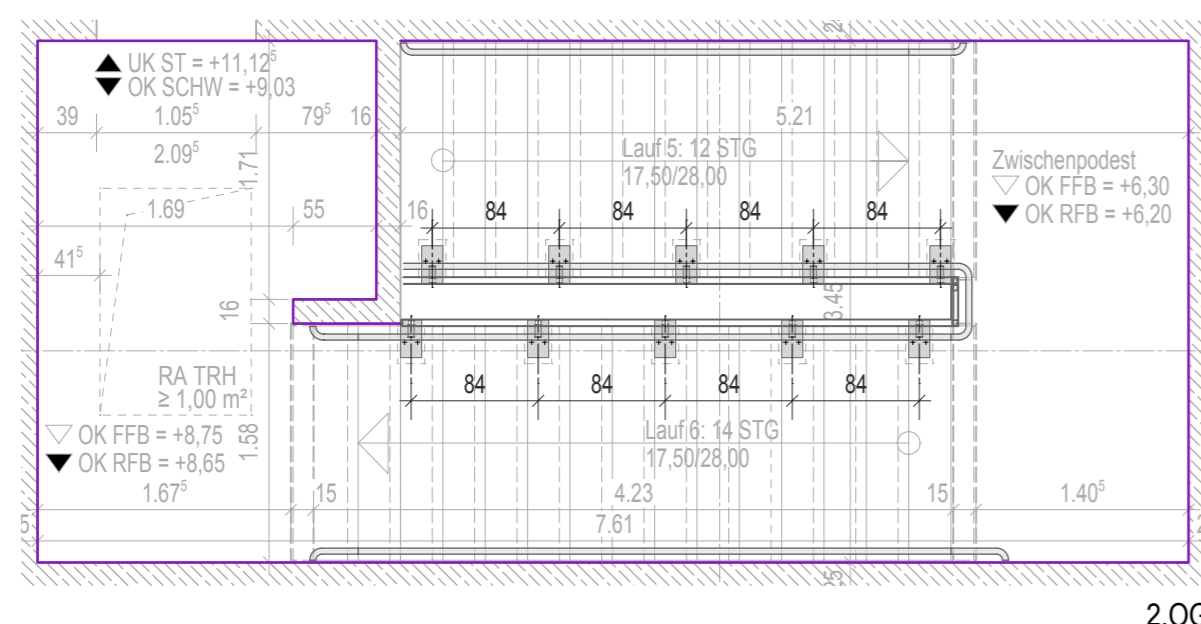 ▲ UK ST = +11,12⁵
▼ OK SCHW = +9,03
39 1.05⁵ 79⁵ 16 5.21
2.09⁵
1.71
Lauf 5: 12 STG
17,50/28,00
Zwischenpodest
▽ OK FFB = +6,30
▼ OK RFB = +6,20
1.69 55 16
84 84 84 84
41⁵
16
3.45
RA TRH
≥ 1,00 m²
84 84 84 84
▽ OK FFB = +8,75
▼ OK RFB = +8,65
1.58
Lauf 6: 14 STG
17,50/28,00
1.67⁵ 15 4.23 15 1.40⁵
7.61
25
2.OG